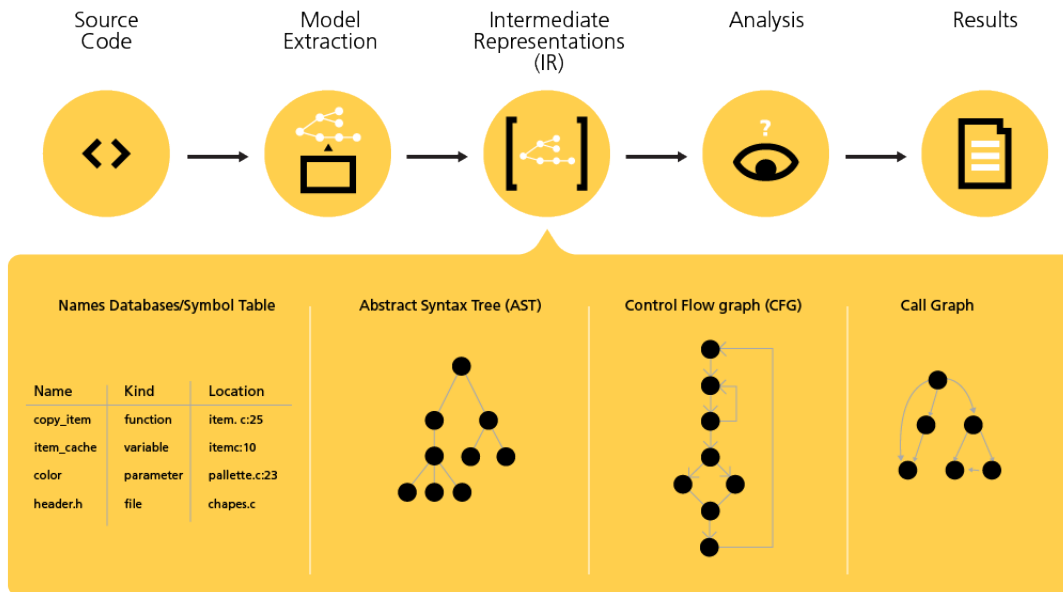 Source
Code
Model
Extraction
Intermediate
Representations
(IR)
Analysis
Results
< >
?
Names Databases/Symbol Table
Name Kind Location
copy_item function item. c:25
item_cache variable itemc:10
color parameter pallette.c:23
header.h file chapes.c
Abstract Syntax Tree (AST)
Control Flow graph (CFG)
Call Graph